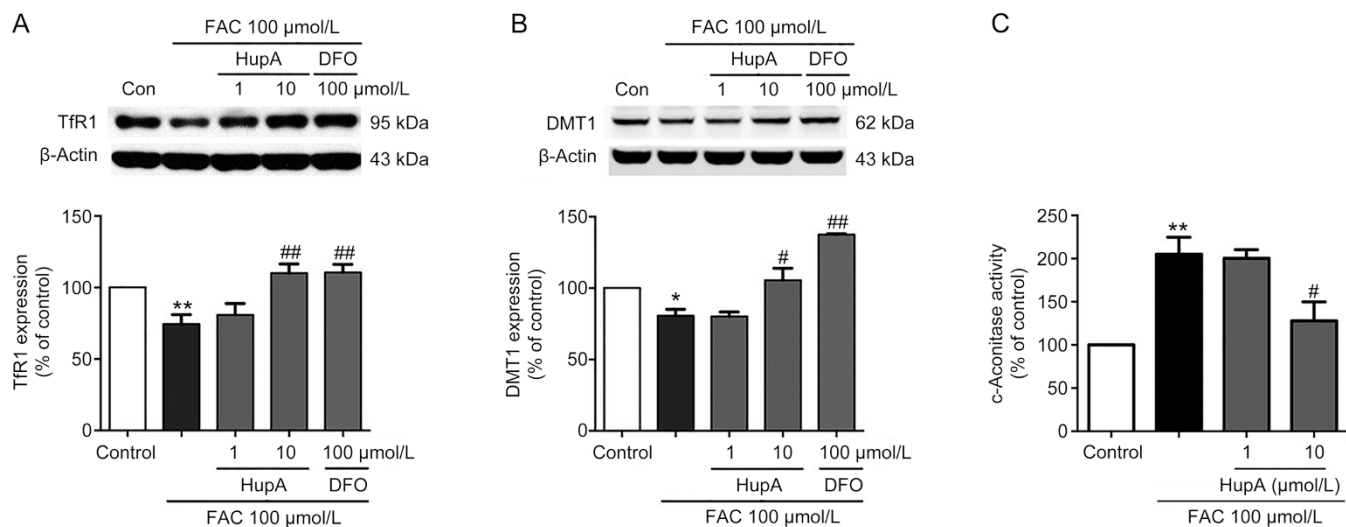 A
FAC 100 μmol/L
HupA DFO
Con 1 10 100 μmol/L
TfR1 95 kDa
β-Actin 43 kDa
TfR1 expression
(% of control)
150
##
##
100
**
50
0
Control 1 10 100 μmol/L
HupA DFO
FAC 100 μmol/L
B
FAC 100 μmol/L
HupA DFO
Con 1 10 100 μmol/L
DMT1 62 kDa
β-Actin 43 kDa
DMT1 expression
(% of control)
150
##
#
100
*
50
0
Control 1 10 100 μmol/L
HupA DFO
FAC 100 μmol/L
C
c-Aconitase activity
(% of control)
250
**
200
150
#
100
50
0
Control 1 10
HupA (μmol/L)
FAC 100 μmol/L